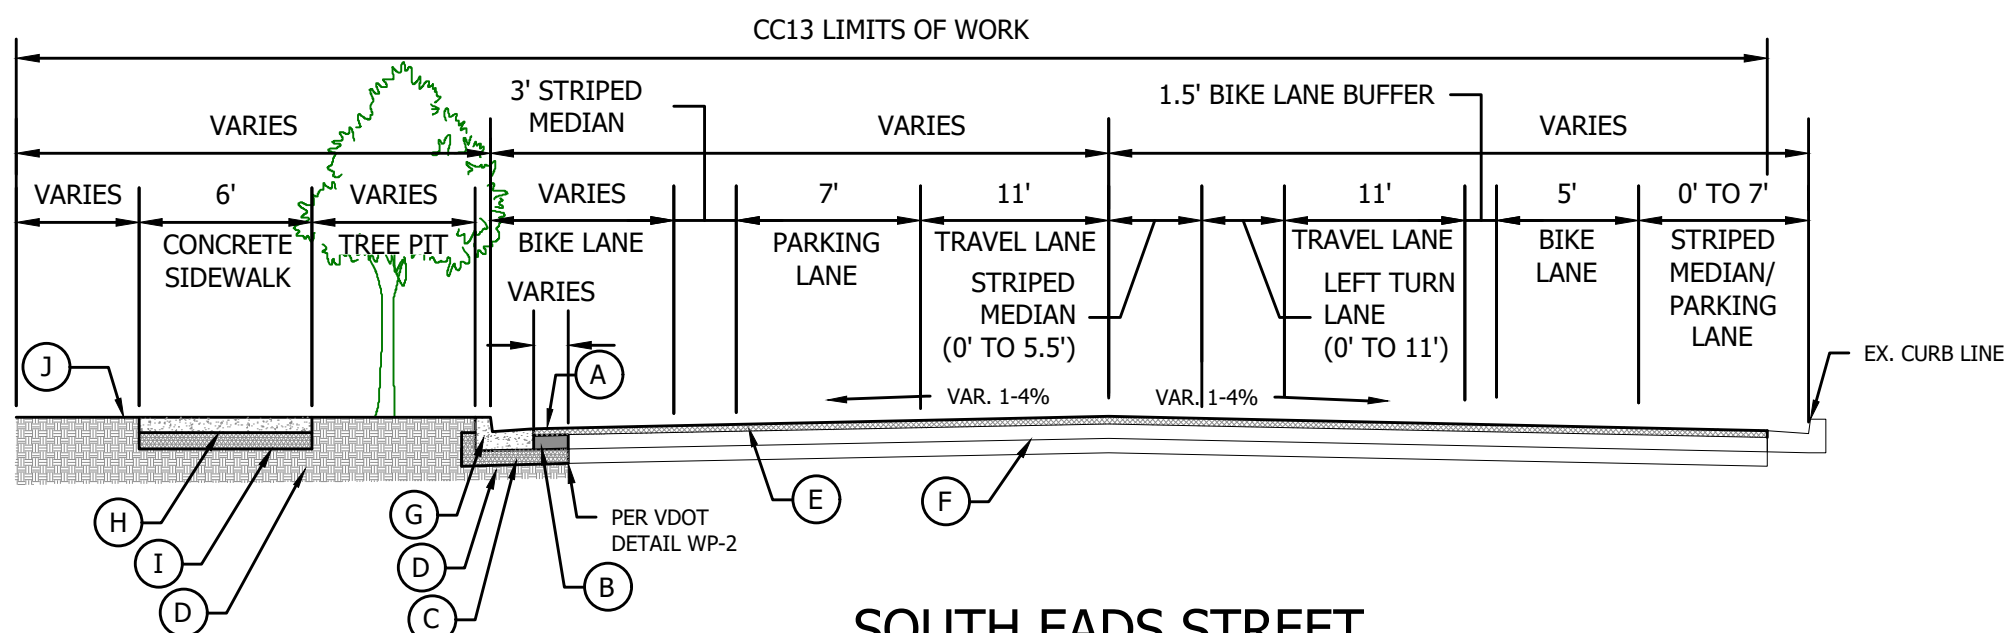 CC13 LIMITS OF WORK
3' STRIPED
MEDIAN
1.5' BIKE LANE BUFFER
VARIES
VARIES
VARIES
VARIES
6'
VARIES
VARIES
7'
11'
11'
5'
0' TO 7'
CONCRETE
SIDEWALK
TREE PIT
BIKE LANE
PARKING
LANE
TRAVEL LANE
TRAVEL LANE
BIKE
LANE
STRIPED
MEDIAN/
PARKING
LANE
VARIES
STRIPED
MEDIAN
(0' TO 5.5')
LEFT TURN
LANE
(0' TO 11')
EX. CURB LINE
J
A
VAR. 1-4%
VAR. 1-4%
H
I
D
G
D
C
B
PER VDOT
DETAIL WP-2
E
F
SOUTH EADS STREET